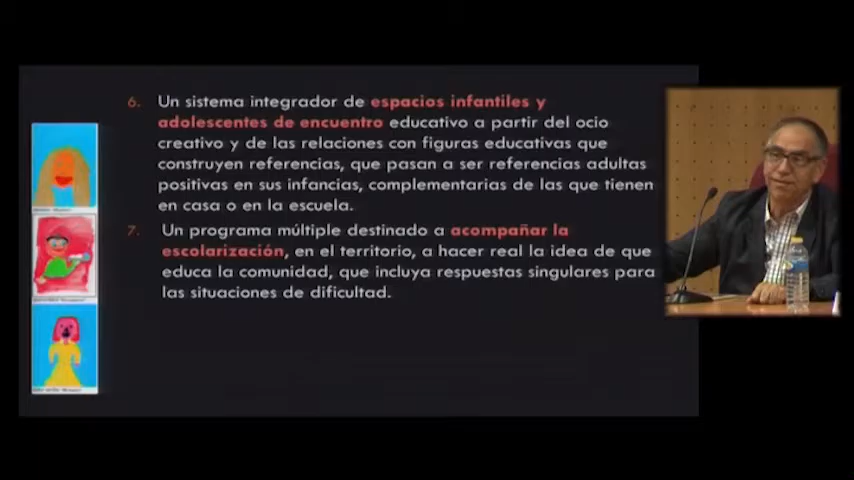 6. Un sistema integrador de espacios infantiles y
adolescentes de encuentro educativo a partir del ocio
creativo y de las relaciones con figuras educativas que
construyen referencias, que pasan a ser referencias adultas
positivas en sus infancias, complementarias de las que tienen
en casa o en la escuela.
7. Un programa múltiple destinado a acompañar la
escolarización, en el territorio, a hacer real la idea de que
educa la comunidad, que incluya respuestas singulares para
las situaciones de dificultad.